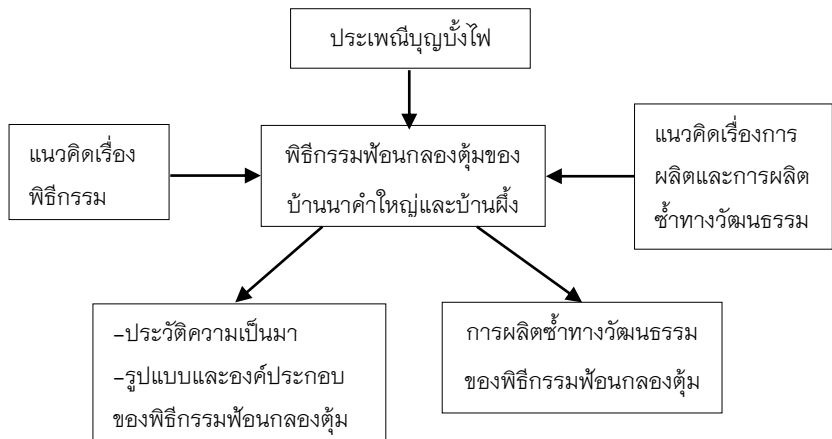 ประเพณีบุญบั้งไฟ
แนวคิดเรื่อง
พิธีกรรม
พิธีกรรมฟ้อนกลองตุ้มของ
บ้านนาคำใหญ่และบ้านผึ้ง
แนวคิดเรื่องการ
ผลิตและการผลิต
ซ้ำทางวัฒนธรรม
-ประวัติความเป็นมา
-รูปแบบและองค์ประกอบ
ของพิธีกรรมฟ้อนกลองตุ้ม
การผลิตซ้ำทางวัฒนธรรม
ของพิธีกรรมฟ้อนกลองตุ้ม